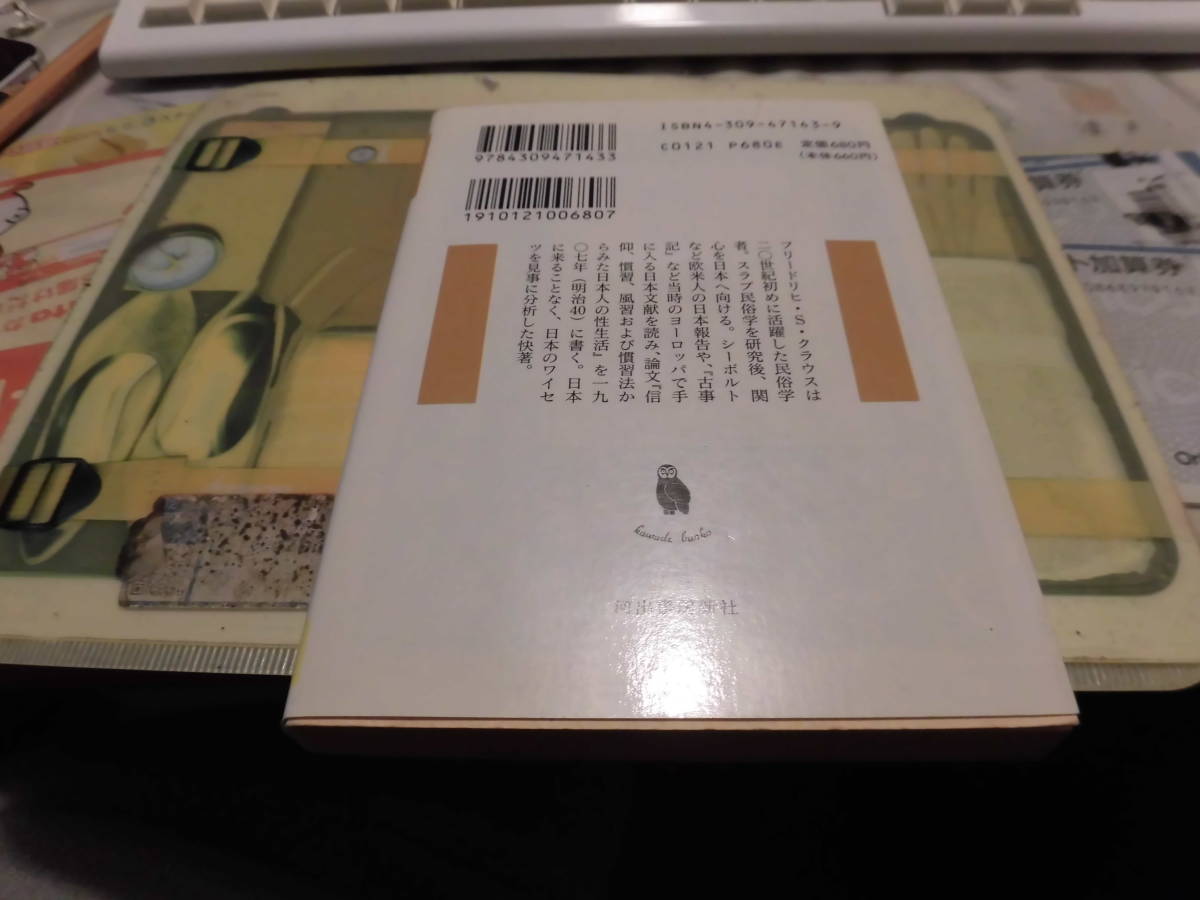 ISBN4-309-47143-9
C0121 P680E 定価680円
(本体660円)
9784309471433
1910121006807
フリードリヒ・S・クラウスは
二〇世紀初めに活躍した民俗学
者。スラブ民俗学を研究後、関
心を日本へ向ける。シーボルト
など欧米人の日本報告や、『古事
記』など当時のヨーロッパで手
に入る日本文献を読み、論文『信
仰、慣習、風習および慣習法か
らみた日本人の性生活』を一九
〇七年（明治40）に書く。日本
に来ることなく、日本のワイセ
ツを見事に分析した快著。
kawade bunko
河出書房新社
加算券